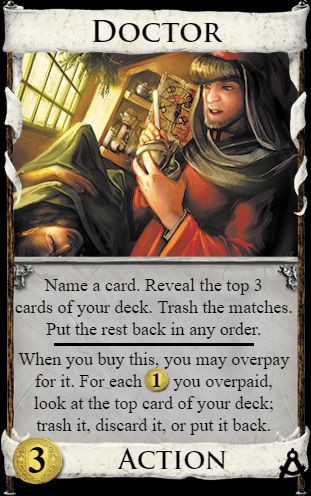 DOCTOR
Name a card. Reveal the top 3
cards of your deck. Trash the matches.
Put the rest back in any order.
When you buy this, you may overpay
for it. For each 1 you overpaid,
look at the top card of your deck;
trash it, discard it, or put it back.
3 ACTION